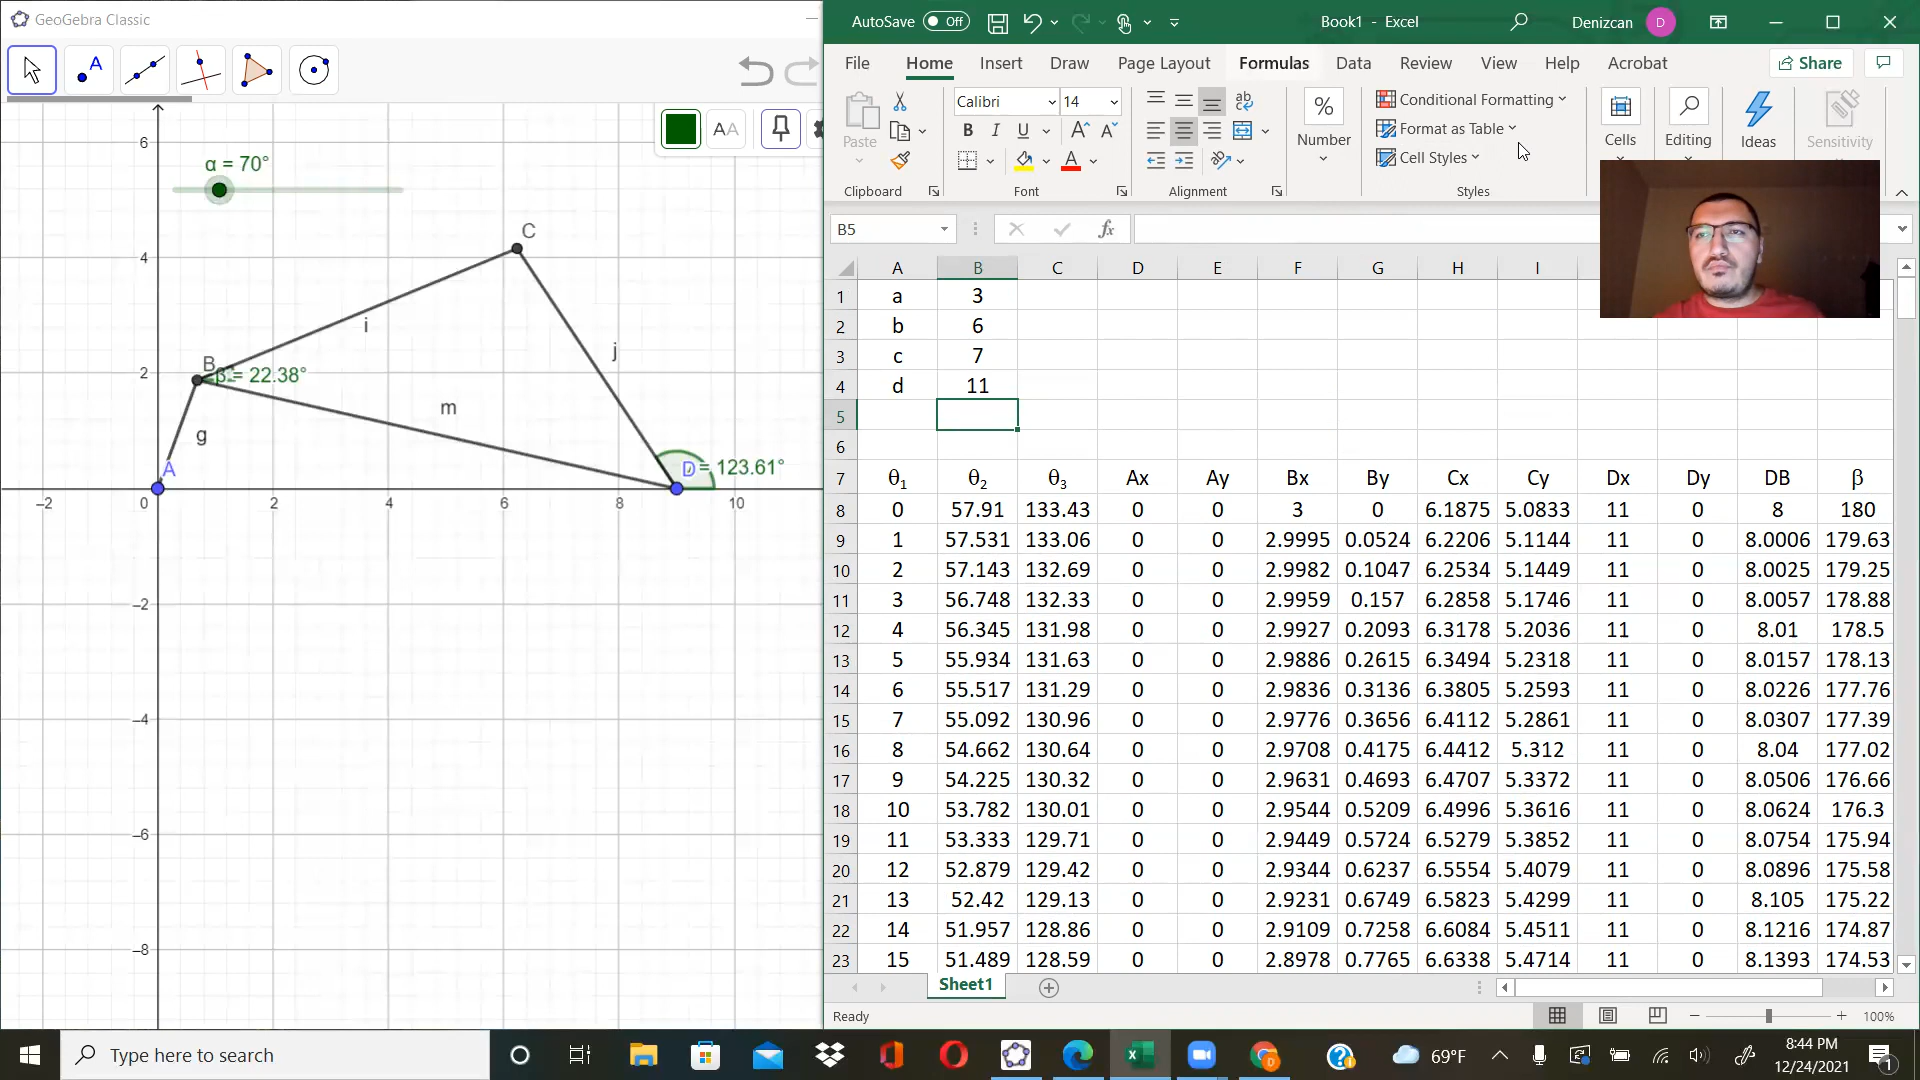 GeoGebra Classic
A
AA
α = 70°
6
4
2
-2
0
2
4
6
8
10
-2
-4
-6
-8
C
i
j
B
= 22.38°
m
g
A
D = 123.61°
AutoSave Off
Book1 - Excel
Denizcan D
File Home Insert Draw Page Layout Formulas Data Review View Help Acrobat Share
Paste
Calibri 14
B I U A A
ab
%
Number
Conditional Formatting
Format as Table
Cell Styles
Cells
Editing
Ideas
Sensitivity
Clipboard Font Alignment Styles
B5 fx
A B C D E F G H I
1 a 3
2 b 6
3 c 7
4 d 11
5
6
7 θ1 θ2 θ3 Ax Ay Bx By Cx Cy Dx Dy DB β
8 0 57.91 133.43 0 0 3 0 6.1875 5.0833 11 0 8 180
9 1 57.531 133.06 0 0 2.9995 0.0524 6.2206 5.1144 11 0 8.0006 179.63
10 2 57.143 132.69 0 0 2.9982 0.1047 6.2534 5.1449 11 0 8.0025 179.25
11 3 56.748 132.33 0 0 2.9959 0.157 6.2858 5.1746 11 0 8.0057 178.88
12 4 56.345 131.98 0 0 2.9927 0.2093 6.3178 5.2036 11 0 8.01 178.5
13 5 55.934 131.63 0 0 2.9886 0.2615 6.3494 5.2318 11 0 8.0157 178.13
14 6 55.517 131.29 0 0 2.9836 0.3136 6.3805 5.2593 11 0 8.0226 177.76
15 7 55.092 130.96 0 0 2.9776 0.3656 6.4112 5.2861 11 0 8.0307 177.39
16 8 54.662 130.64 0 0 2.9708 0.4175 6.4412 5.312 11 0 8.04 177.02
17 9 54.225 130.32 0 0 2.9631 0.4693 6.4707 5.3372 11 0 8.0506 176.66
18 10 53.782 130.01 0 0 2.9544 0.5209 6.4996 5.3616 11 0 8.0624 176.3
19 11 53.333 129.71 0 0 2.9449 0.5724 6.5279 5.3852 11 0 8.0754 175.94
20 12 52.879 129.42 0 0 2.9344 0.6237 6.5554 5.4079 11 0 8.0896 175.58
21 13 52.42 129.13 0 0 2.9231 0.6749 6.5823 5.4299 11 0 8.105 175.22
22 14 51.957 128.86 0 0 2.9109 0.7258 6.6084 5.4511 11 0 8.1216 174.87
23 15 51.489 128.59 0 0 2.8978 0.7765 6.6338 5.4714 11 0 8.1393 174.53
Sheet1
Ready
100%
Type here to search
69°F
8:44 PM
12/24/2021
1